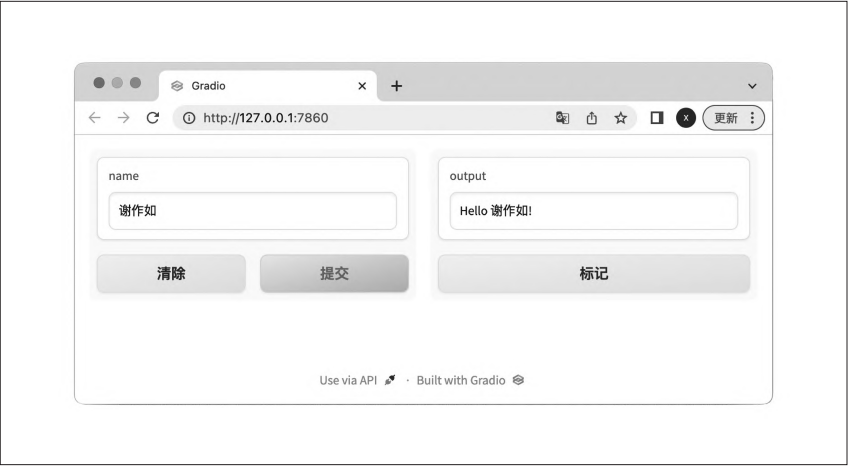 Gradio
http://127.0.0.1:7860
更新
name
谢作如
清除
提交
output
Hello 谢作如!
标记
Use via API · Built with Gradio